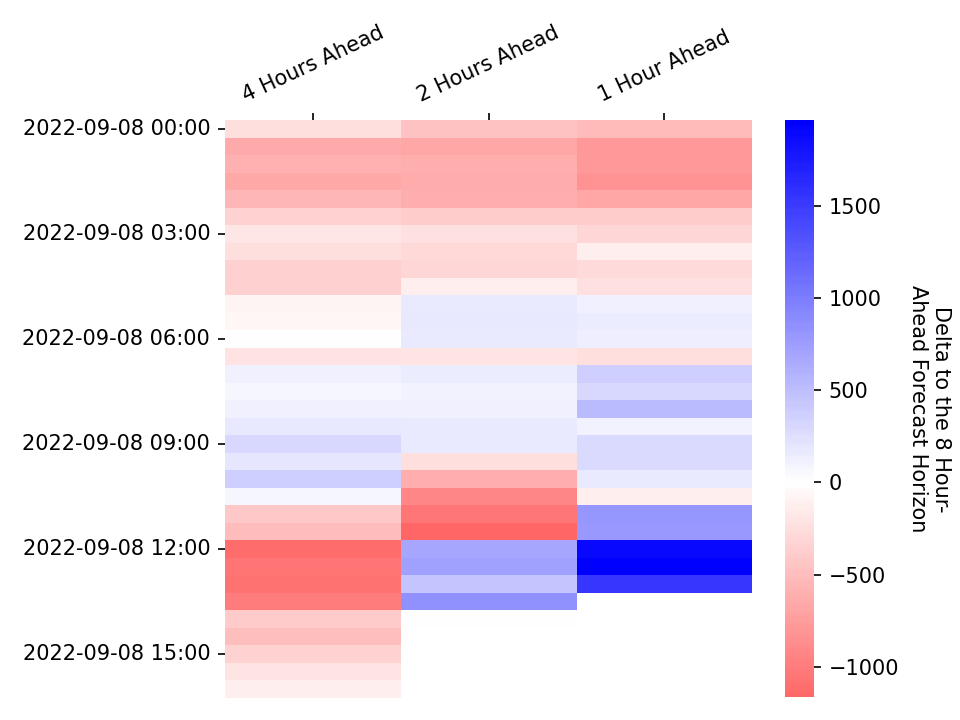 4 Hours Ahead
2 Hours Ahead
1 Hour Ahead
2022-09-08 00:00
2022-09-08 03:00
2022-09-08 06:00
2022-09-08 09:00
2022-09-08 12:00
2022-09-08 15:00
1500
1000
500
0
−500
−1000
Delta to the 8 Hour-
Ahead Forecast Horizon